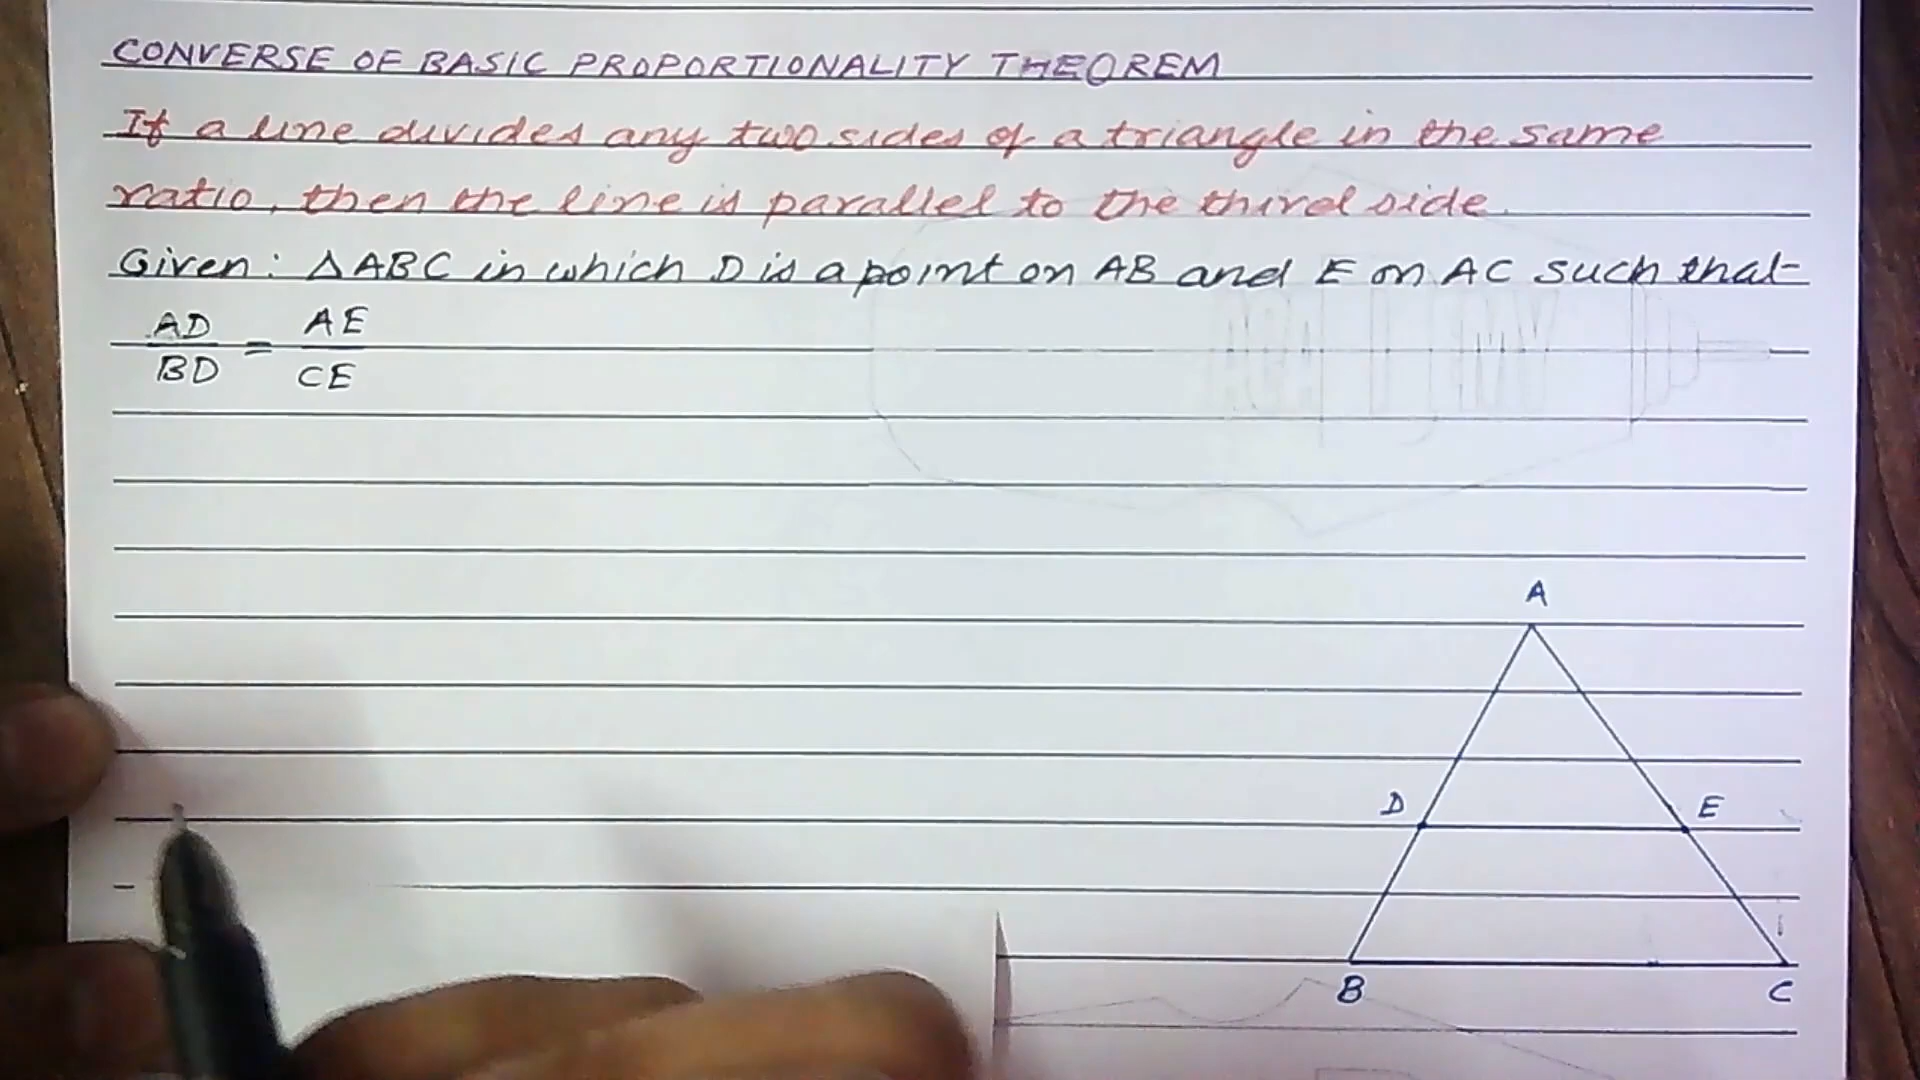 CONVERSE OF BASIC PROPORTIONALITY THEOREM
If a line divides any two sides of a triangle in the same
ratio, then the line is parallel to the third side.
Given: △ABC in which D is a point on AB and E on AC such that
AD/BD = AE/CE
A
D E
B C